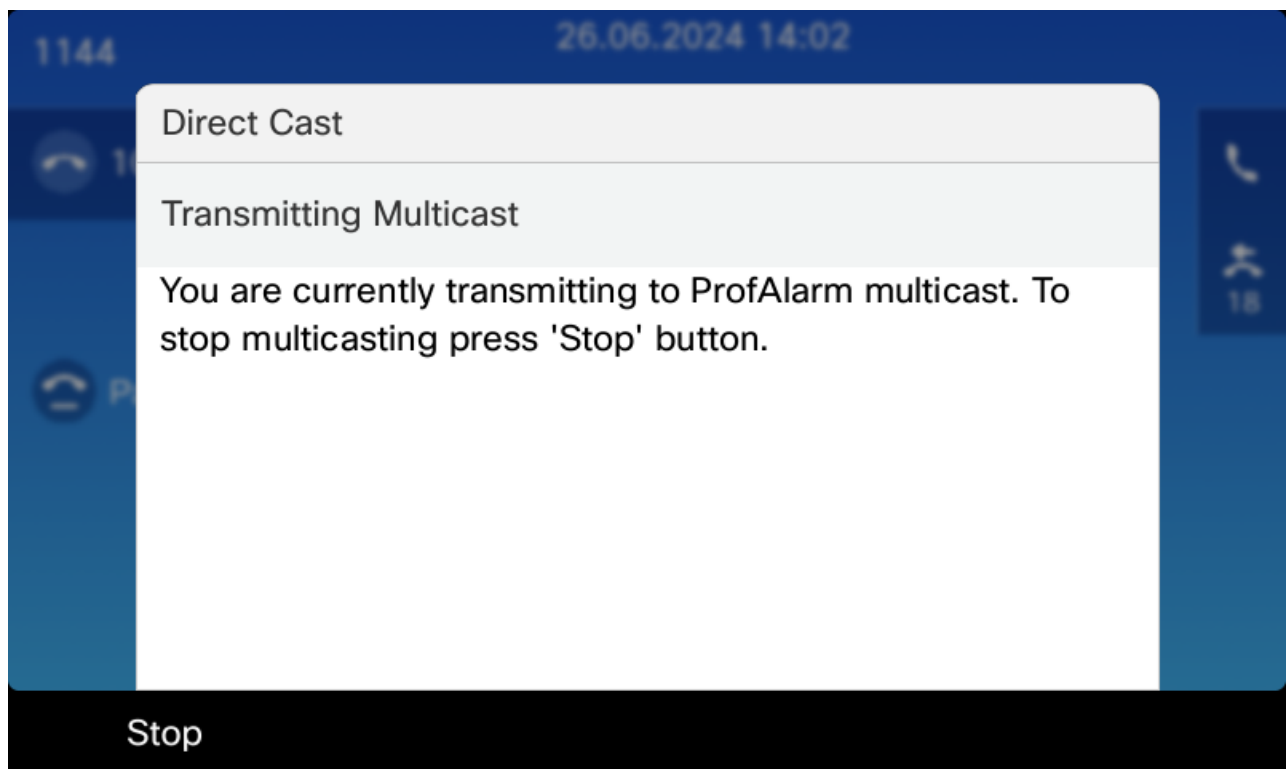 1144
26.06.2024 14:02
Direct Cast
Transmitting Multicast
You are currently transmitting to ProfAlarm multicast. To
stop multicasting press 'Stop' button.
18
Stop